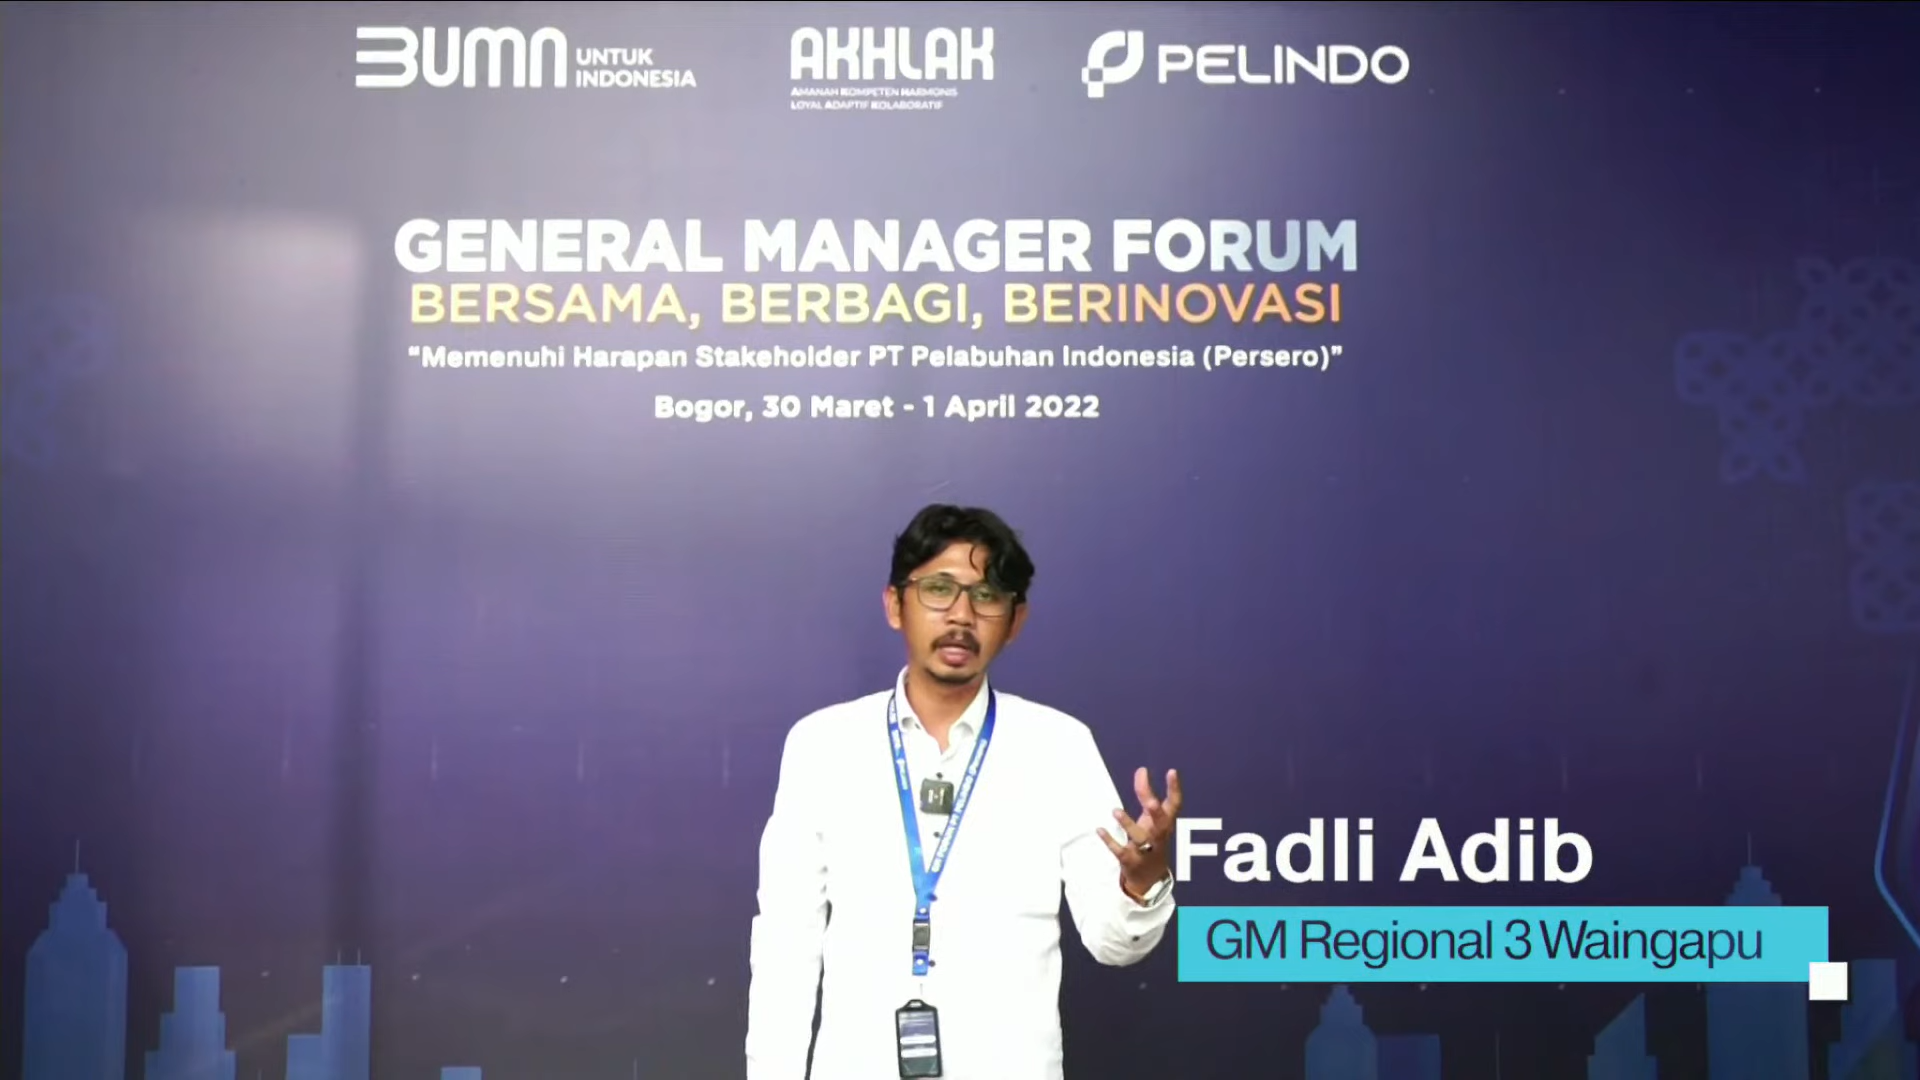 BUMN UNTUK
INDONESIA
AKHLAK
AMANAH KOMPETEN HARMONIS
LOYAL ADAPTIF KOLABORATIF
PELINDO
GENERAL MANAGER FORUM
BERSAMA, BERBAGI, BERINOVASI
“Memenuhi Harapan Stakeholder PT Pelabuhan Indonesia (Persero)”
Bogor, 30 Maret - 1 April 2022
Fadli Adib
GM Regional 3 Waingapu